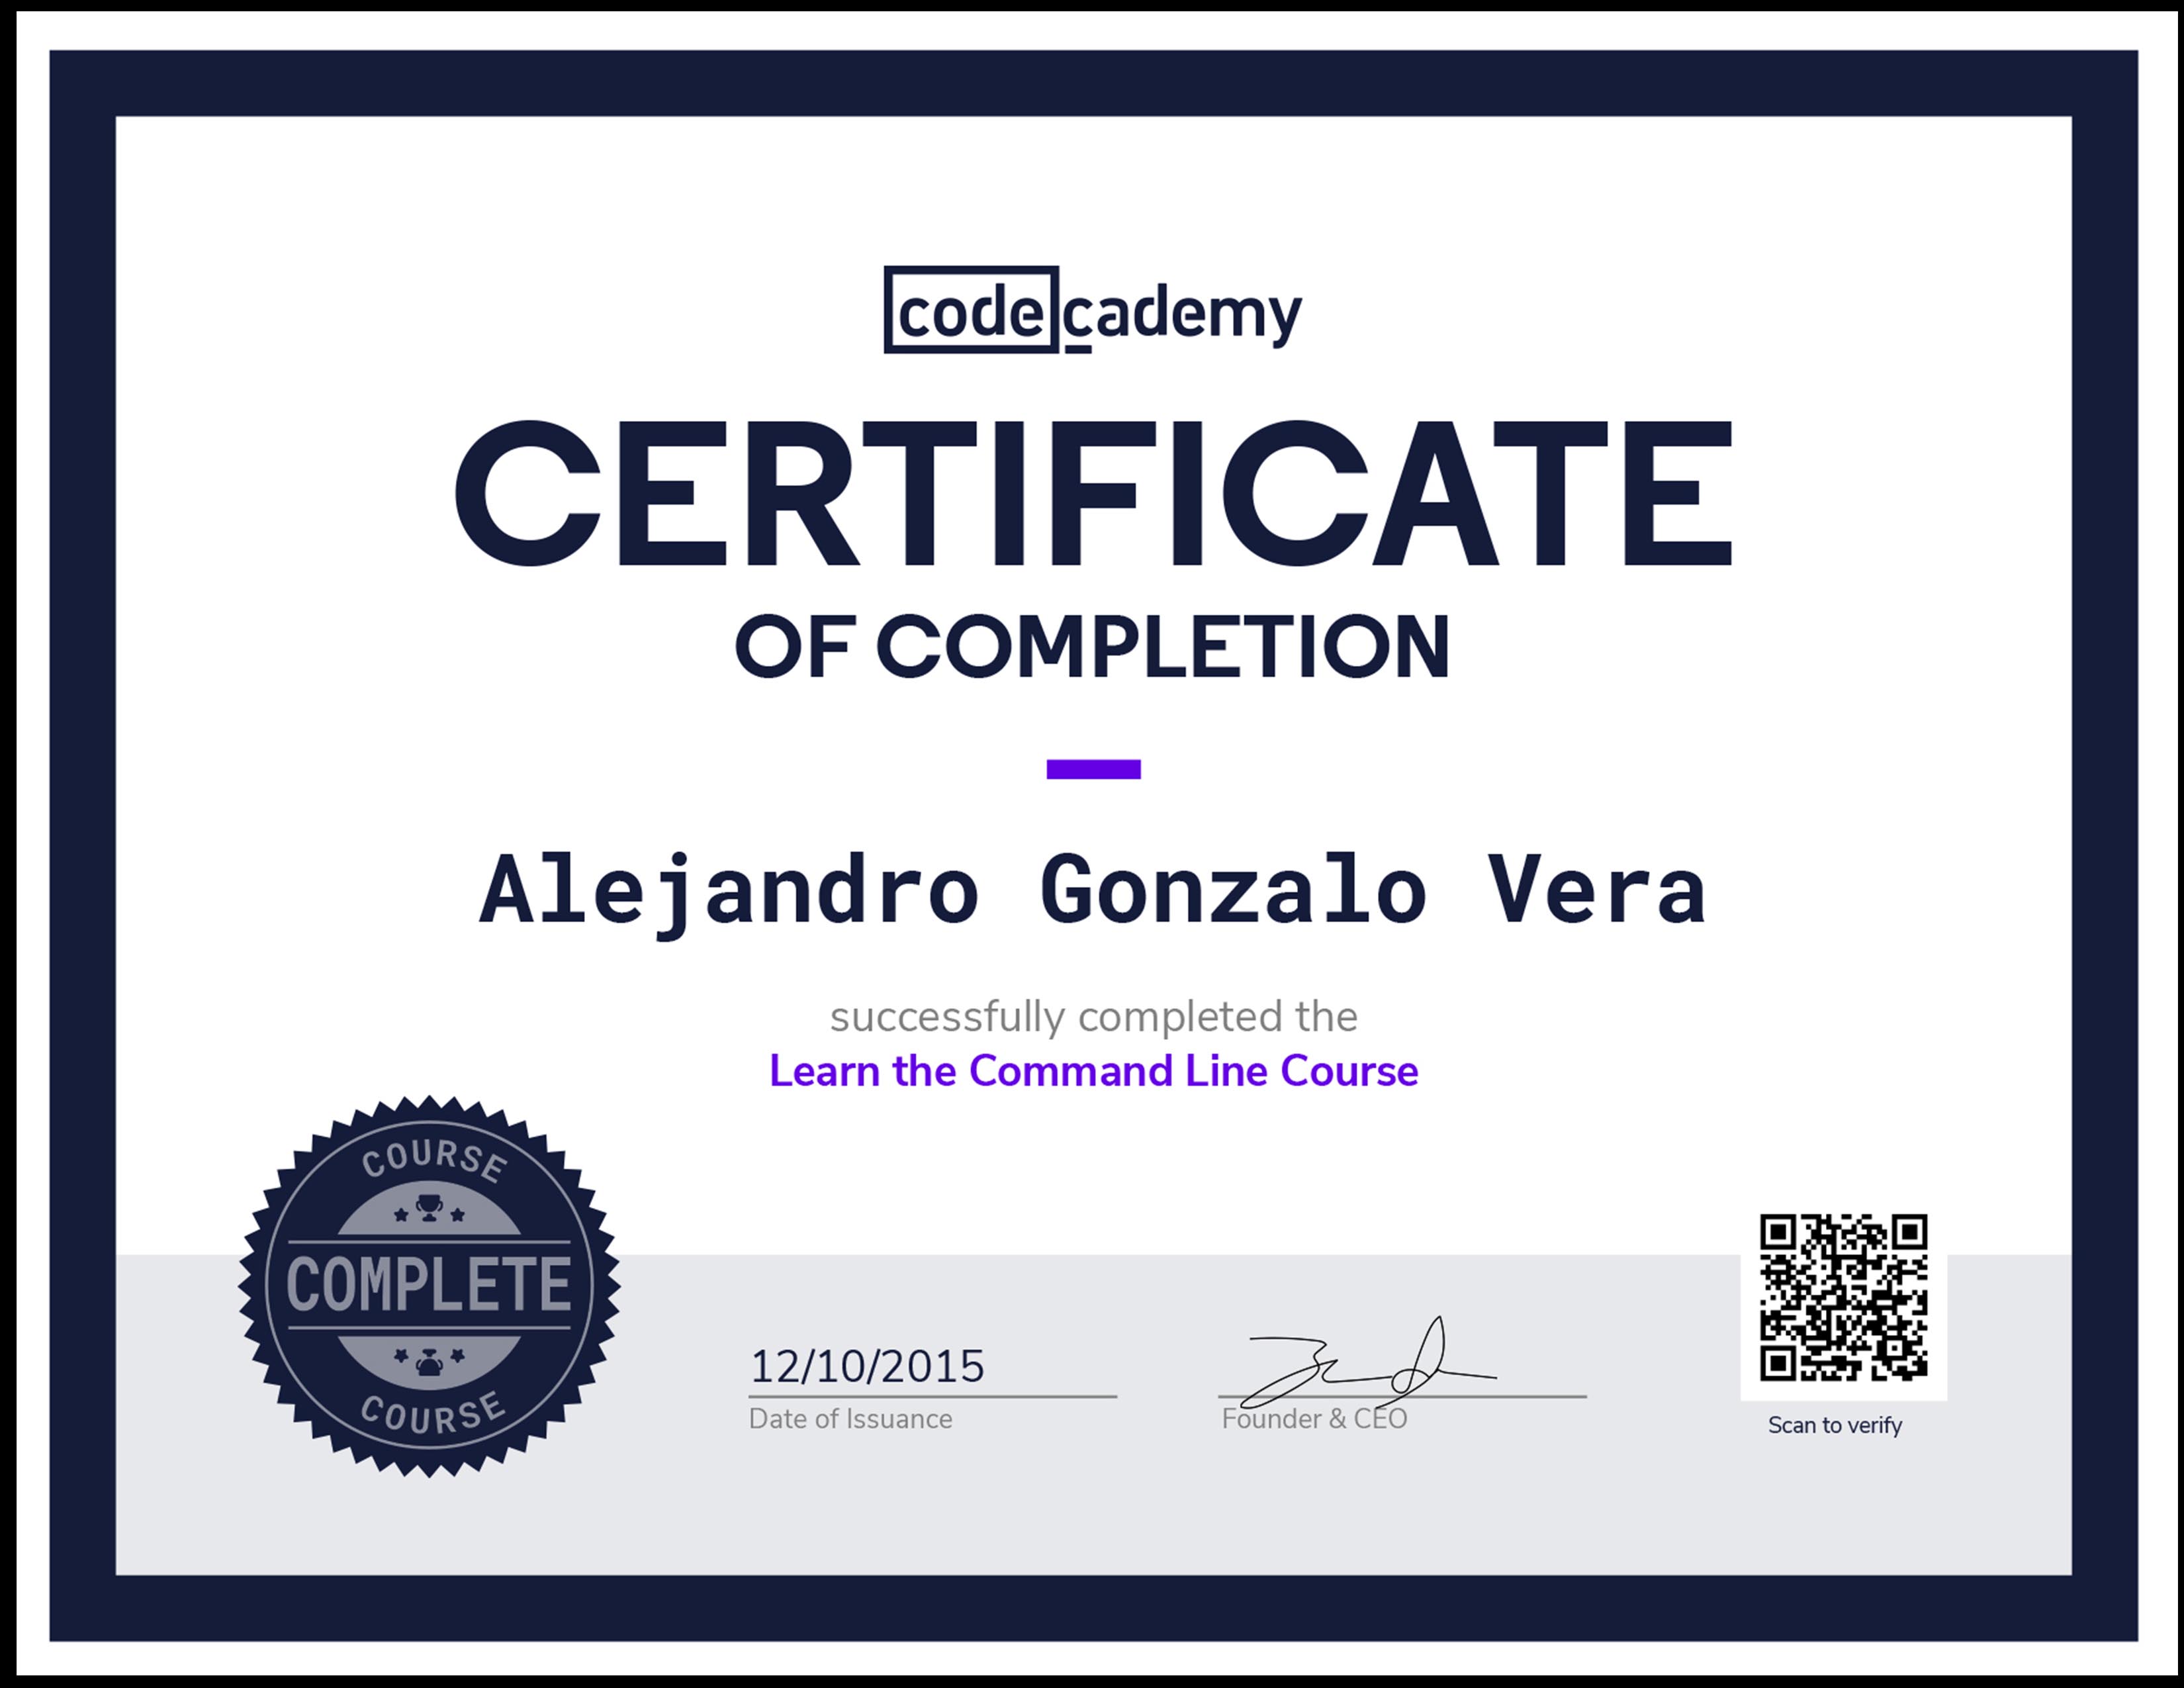 codecademy
CERTIFICATE
OF COMPLETION
Alejandro Gonzalo Vera
successfully completed the
Learn the Command Line Course
COURSE
COMPLETE
COURSE
12/10/2015
Date of Issuance
Founder & CEO
Scan to verify